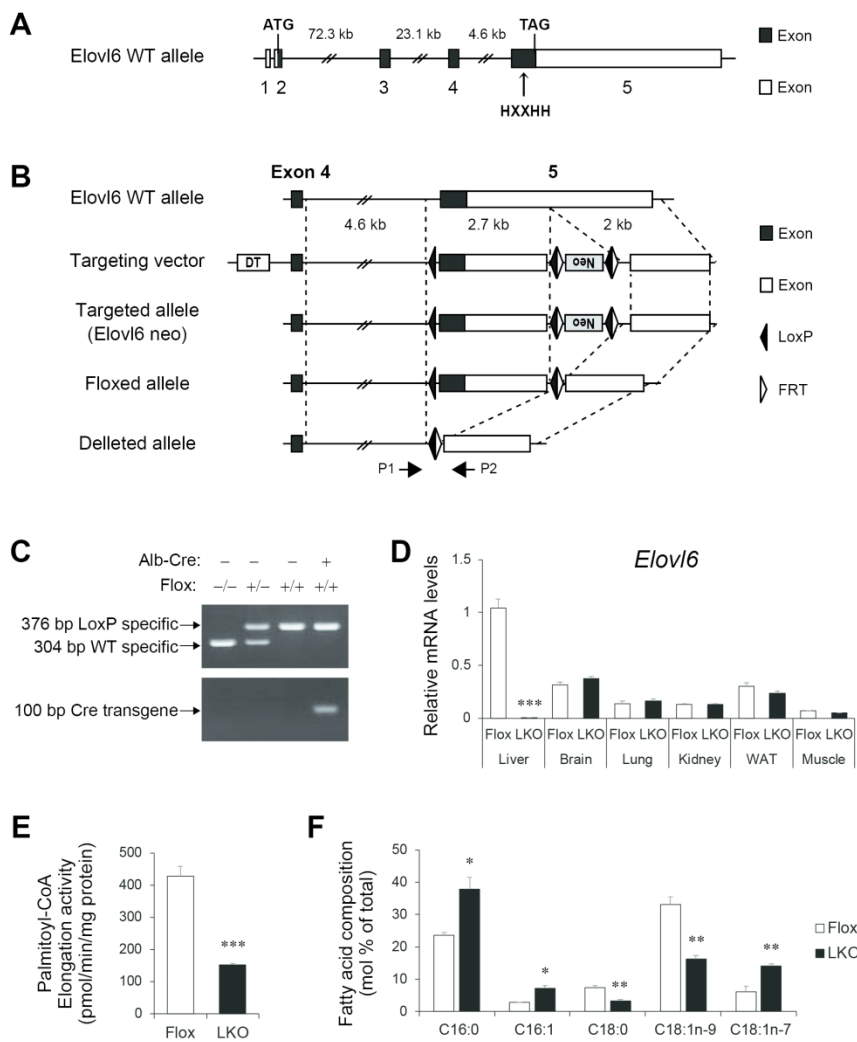 A
ATG
72.3 kb
23.1 kb
4.6 kb
TAG
Elovl6 WT allele
Exon
1 2 3 4 5
Exon
HXXHH
B
Exon 4
5
Elovl6 WT allele
4.6 kb
2.7 kb
2 kb
Exon
Targeting vector
DT
Neo
Exon
Targeted allele
(Elovl6 neo)
Neo
LoxP
Floxed allele
FRT
Delleted allele
P1
P2
C
Alb-Cre: – – – +
Flox: –/– +/– +/+ +/+
376 bp LoxP specific
304 bp WT specific
100 bp Cre transgene
D
Elovl6
Relative mRNA levels
1.5
1
0.5
0
***
Flox LKO Flox LKO Flox LKO Flox LKO Flox LKO Flox LKO
Liver Brain Lung Kidney WAT Muscle
E
Palmitoyl-CoA
Elongation activity
(pmol/min/mg protein)
500
400
300
200
100
0
***
Flox LKO
F
Fatty acid composition
(mol % of total)
50
40
30
20
10
0
*
*
**
**
**
Flox
LKO
C16:0 C16:1 C18:0 C18:1n-9 C18:1n-7